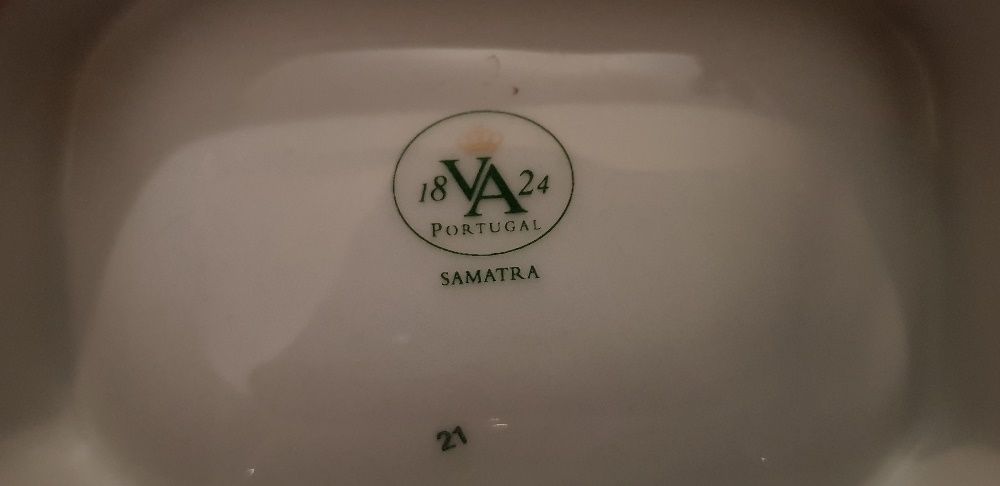 18 VA 24
PORTUGAL
SAMATRA
21